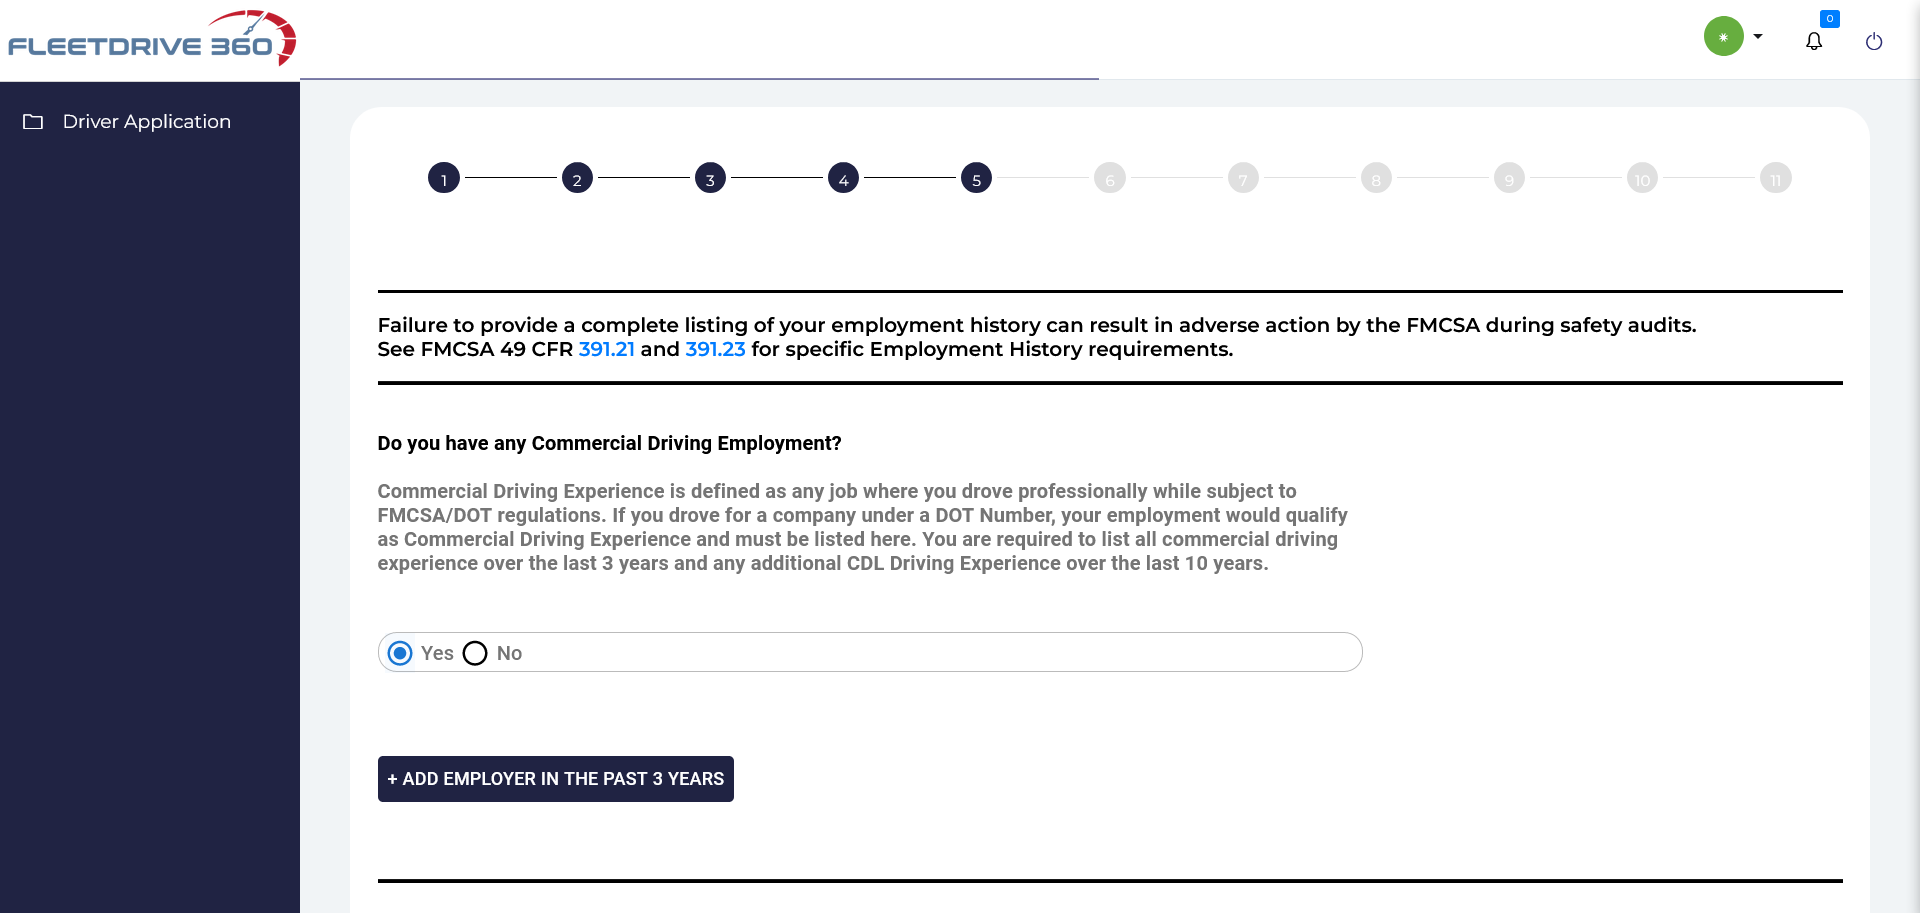 FLEETDRIVE 360
0
Driver Application
1 2 3 4 5 6 7 8 9 10 11
Failure to provide a complete listing of your employment history can result in adverse action by the FMCSA during safety audits.
See FMCSA 49 CFR 391.21 and 391.23 for specific Employment History requirements.
Do you have any Commercial Driving Employment?
Commercial Driving Experience is defined as any job where you drove professionally while subject to
FMCSA/DOT regulations. If you drove for a company under a DOT Number, your employment would qualify
as Commercial Driving Experience and must be listed here. You are required to list all commercial driving
experience over the last 3 years and any additional CDL Driving Experience over the last 10 years.
Yes No
+ ADD EMPLOYER IN THE PAST 3 YEARS